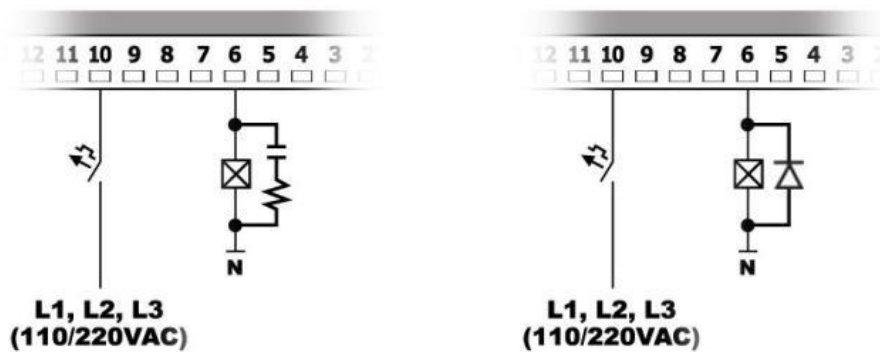 12 11 10 9 8 7 6 5 4 3 2
12 11 10 9 8 7 6 5 4 3
N
N
L1, L2, L3
(110/220VAC)
L1, L2, L3
(110/220VAC)